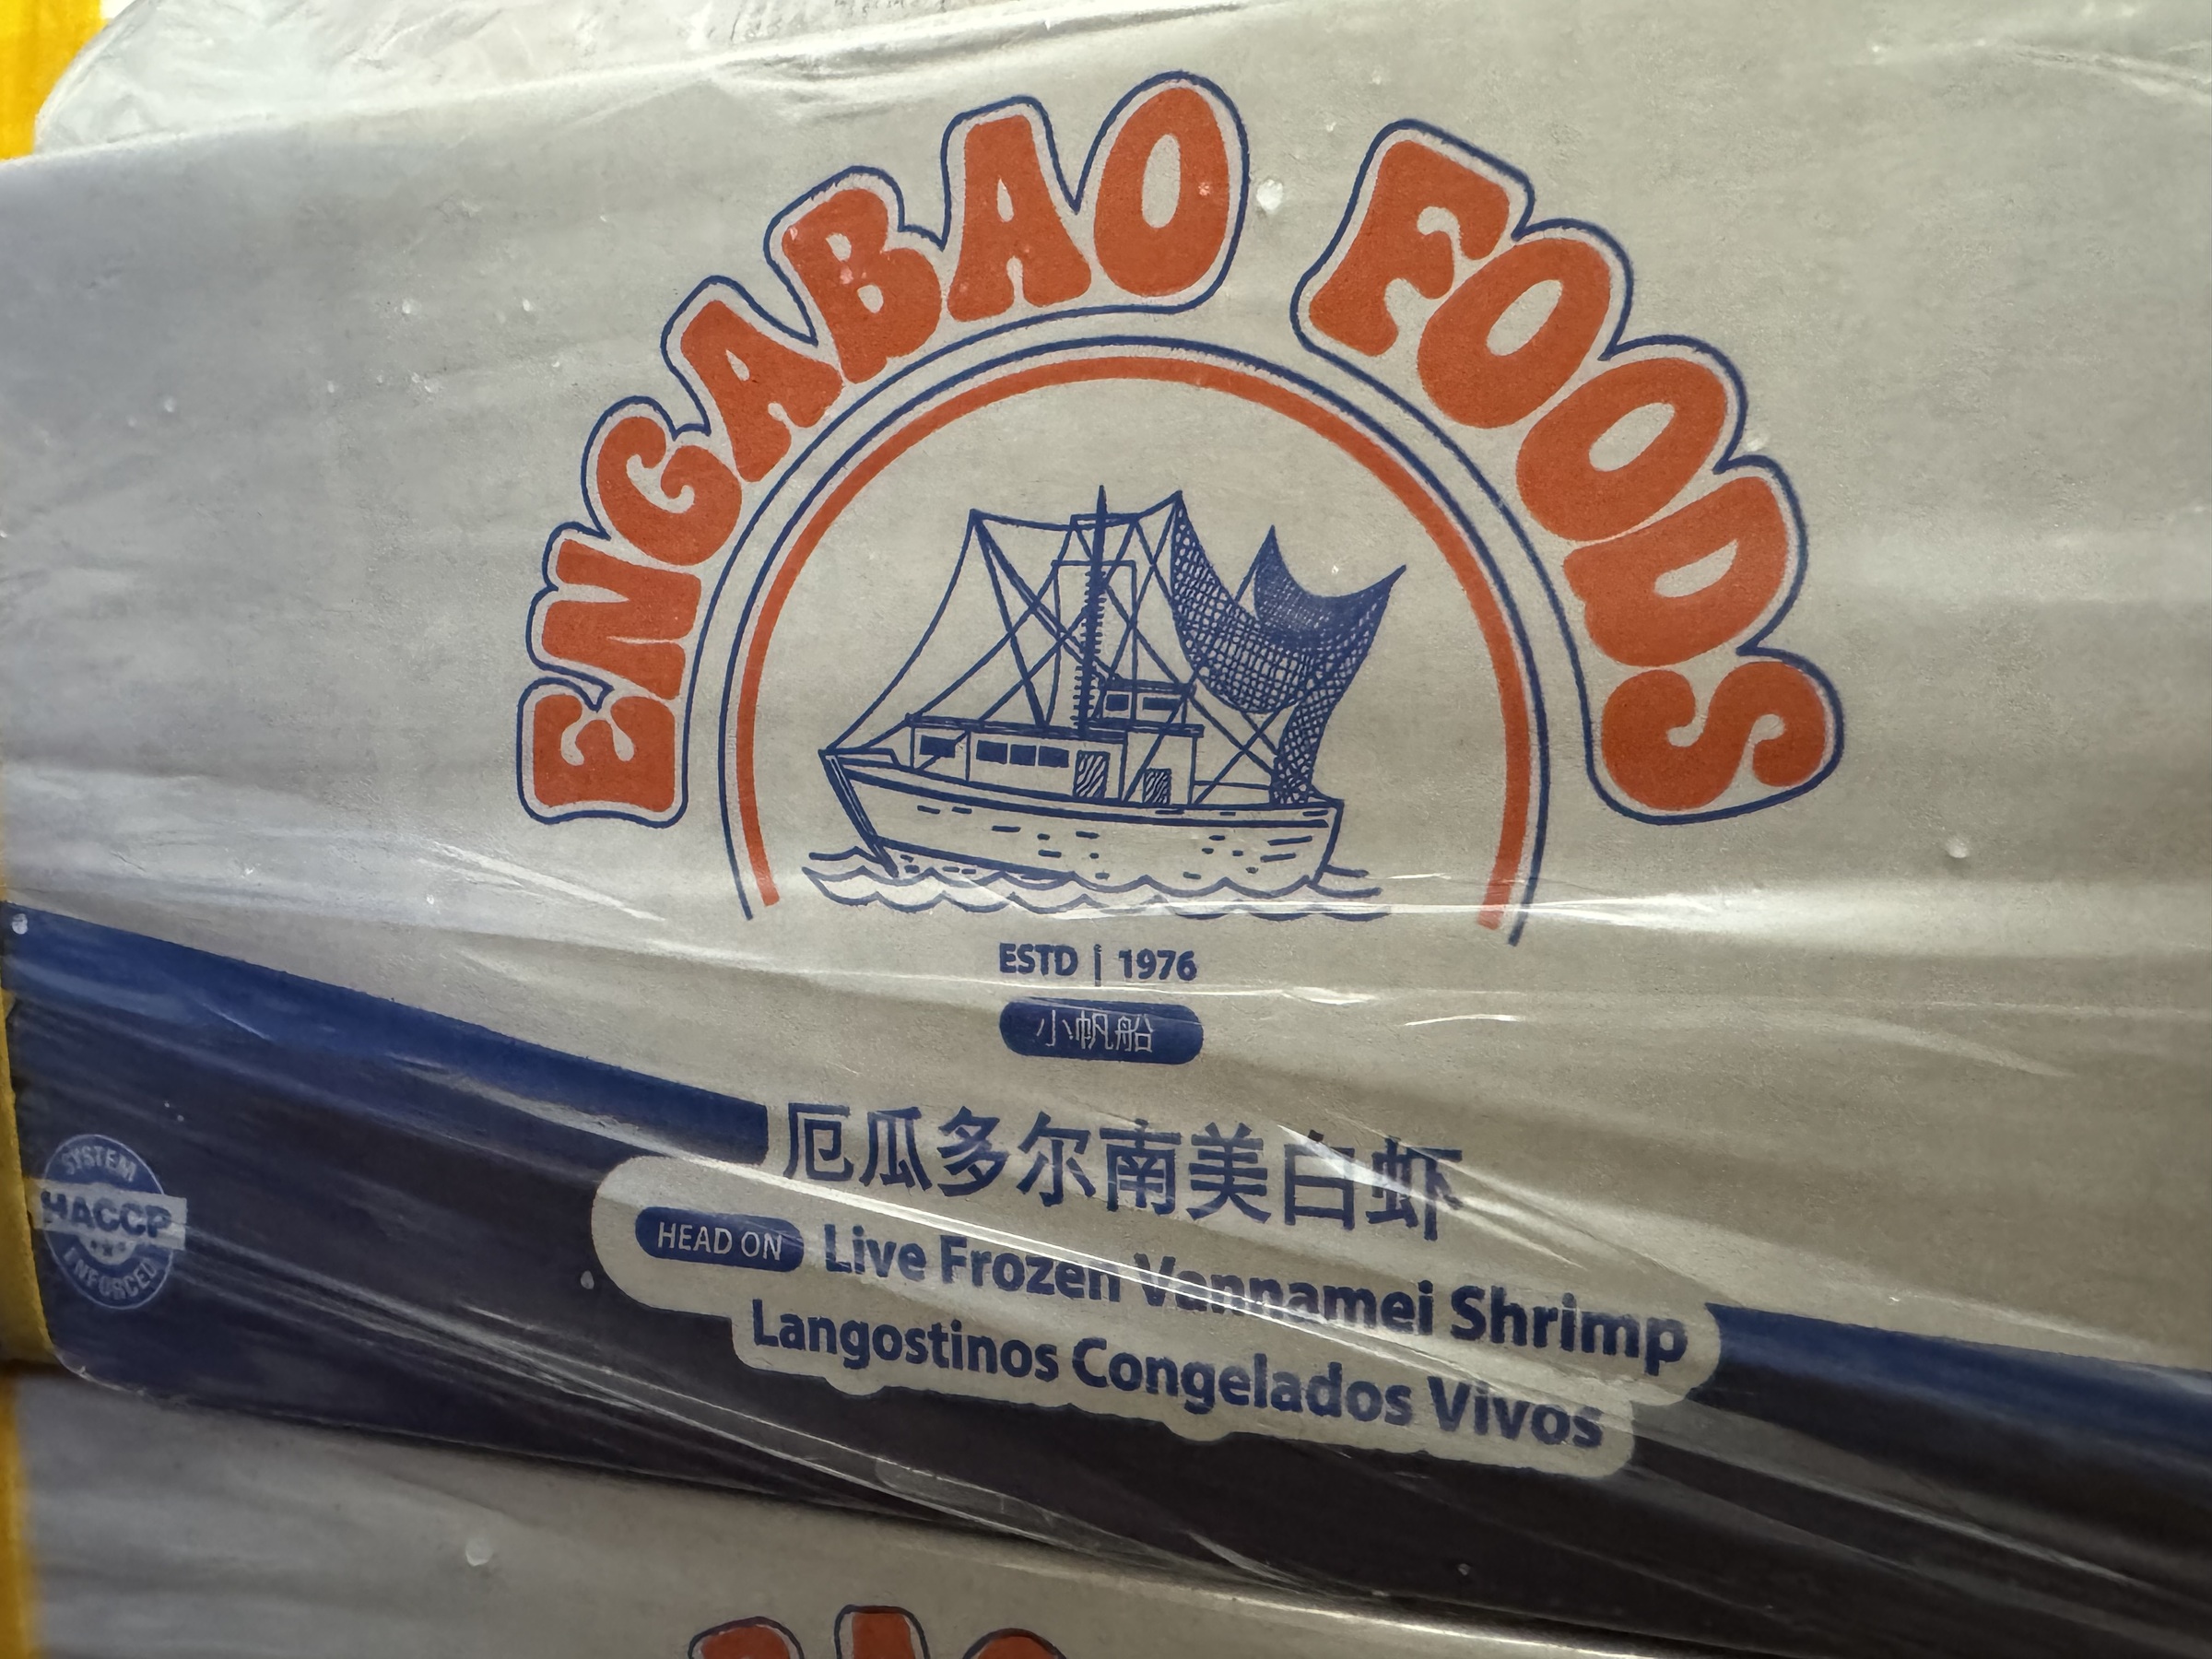 ENGABAO FOODS
ESTD | 1976
小帆船
厄瓜多尔南美白虾
HEAD ON Live Frozen Vannamei Shrimp
Langostinos Congelados Vivos
SYSTEM
HACCP
ENFORCED